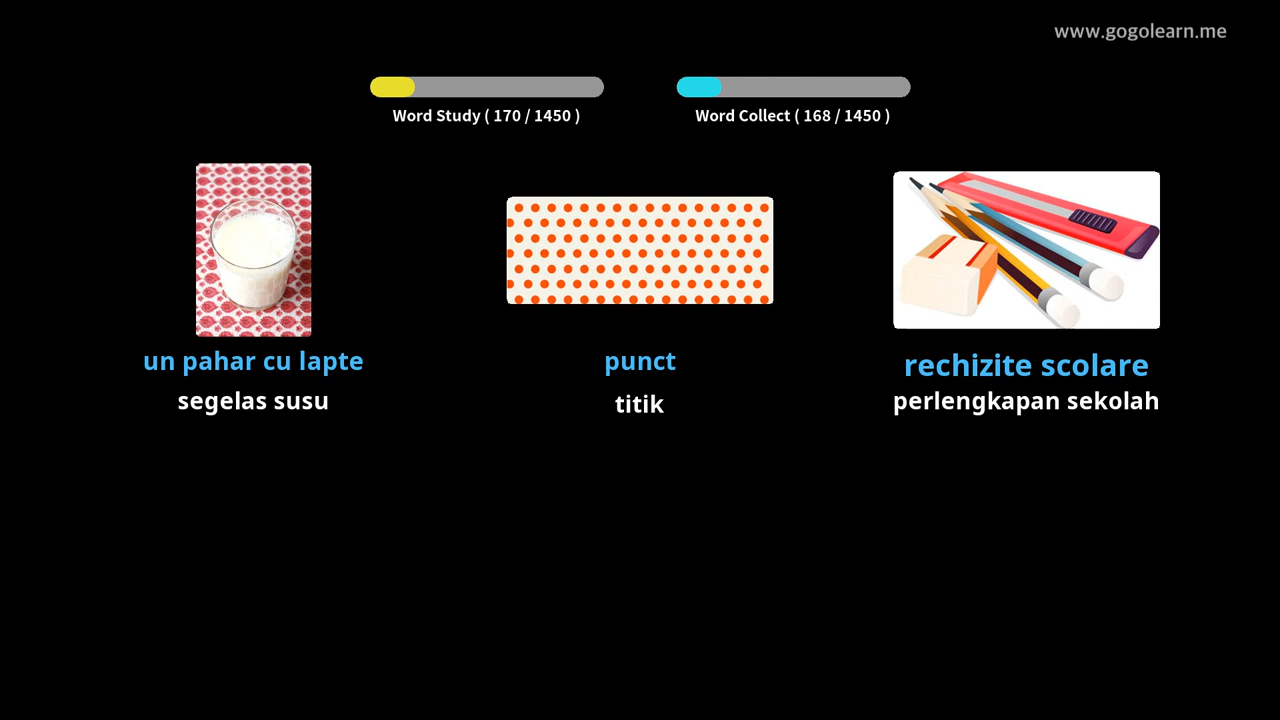 www.gogolearn.me
Word Study ( 170 / 1450 )
Word Collect ( 168 / 1450 )
un pahar cu lapte
segelas susu
punct
titik
rechizite scolare
perlengkapan sekolah